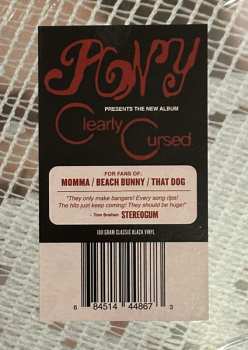 PONY
PRESENTS THE NEW ALBUM
Clearly
Cursed
FOR FANS OF:
MOMMA / BEACH BUNNY / THAT DOG
"They only make bangers! Every song rips!
The hits just keep coming! They should be huge!"
- Tom Breihan STEREOGUM
180 GRAM CLASSIC BLACK VINYL
6 84514 44867 3